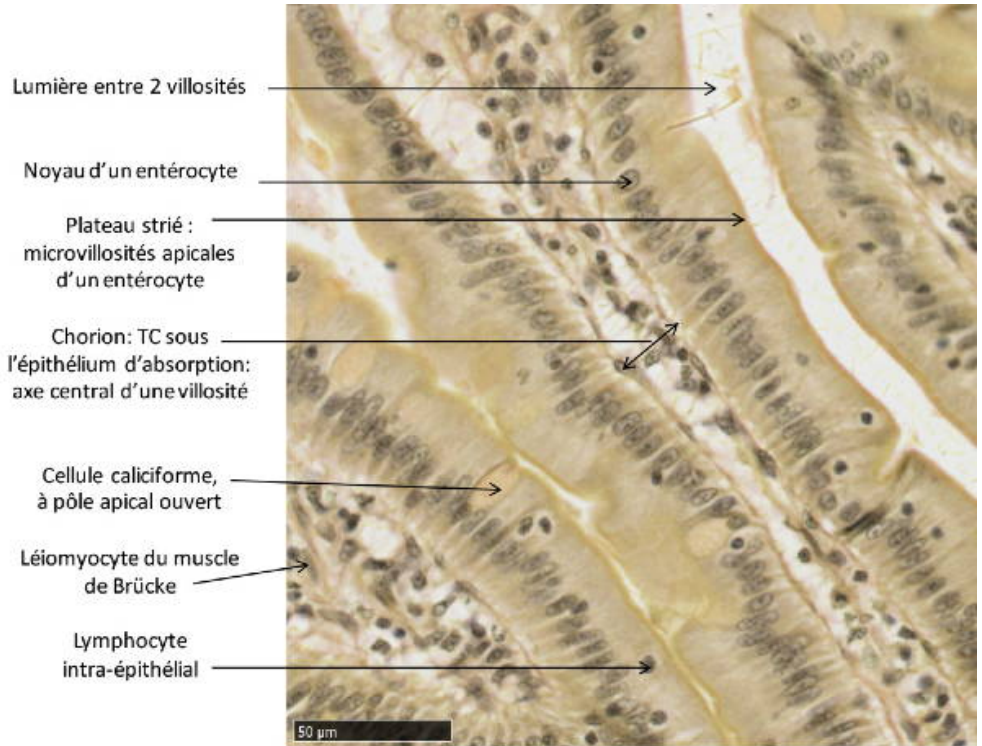 Lumière entre 2 villosités
Noyau d'un entérocyte
Plateau strié :
microvillosités apicales
d'un entérocyte
Chorion: TC sous
l'épithélium d'absorption:
axe central d'une villosité
Cellule caliciforme,
à pôle apical ouvert
Léiomyocyte du muscle
de Brücke
Lymphocyte
intra-épithélial
50 µm